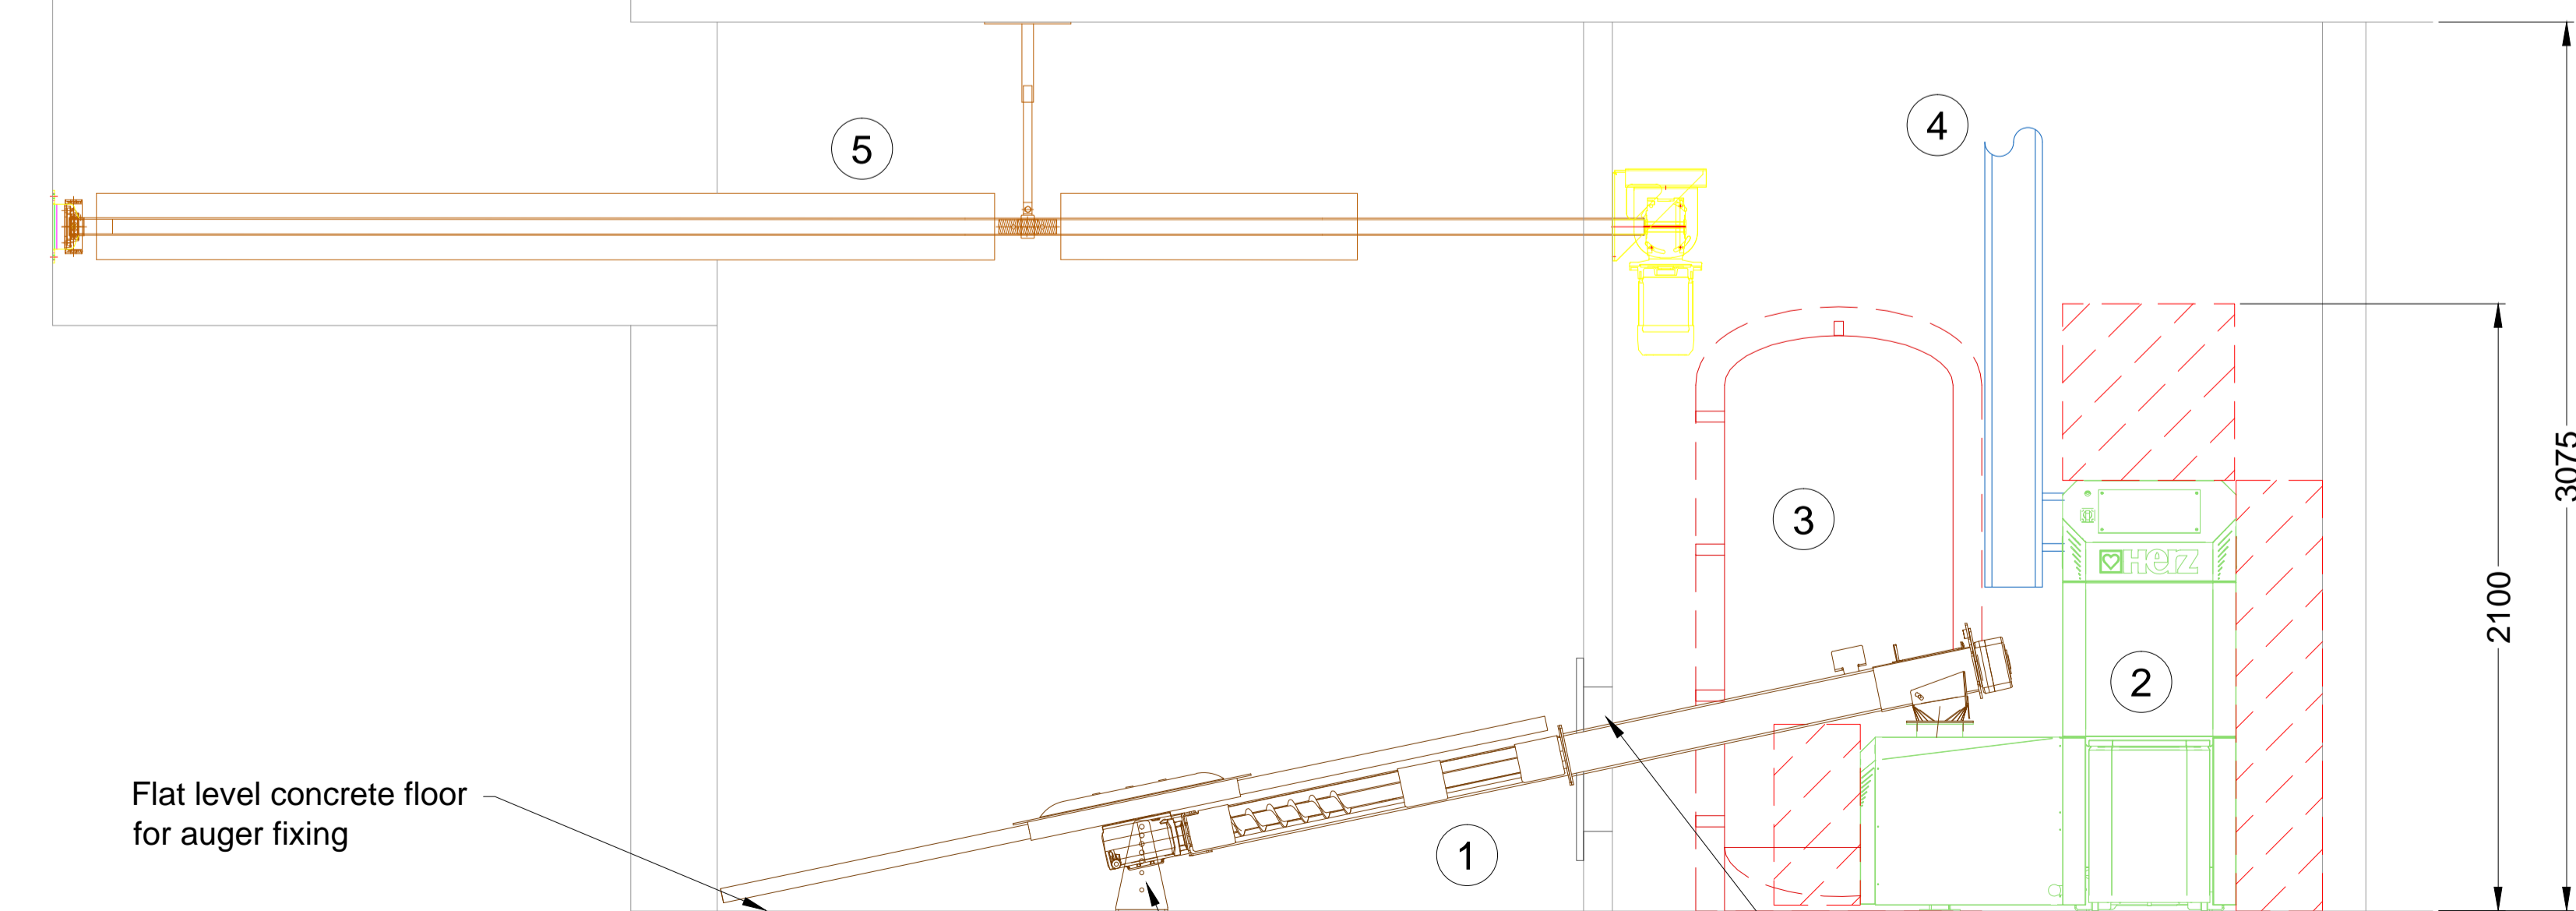 5
4
3
HERZ
2
1
Flat level concrete floor
for auger fixing
2100
3075